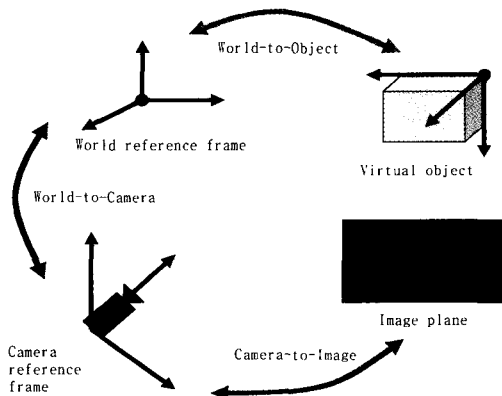 World-to-Object
World reference frame
Virtual object
World-to-Camera
Image plane
Camera
reference
frame
Camera-to-Image